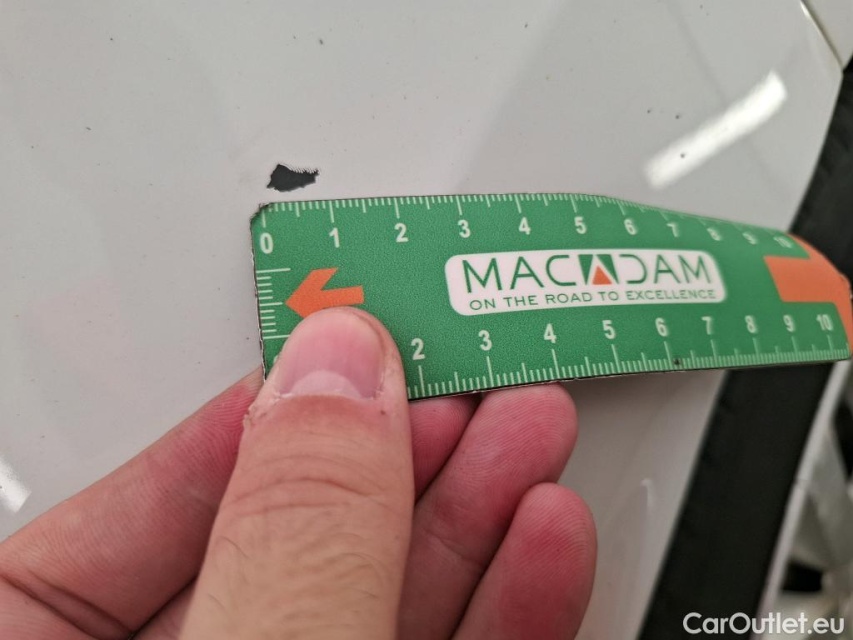 0 1 2 3 4 5 6 7 8 9 10
MACADAM
ON THE ROAD TO EXCELLENCE
2 3 4 5 6 7 8 9 10
CarOutlet.eu